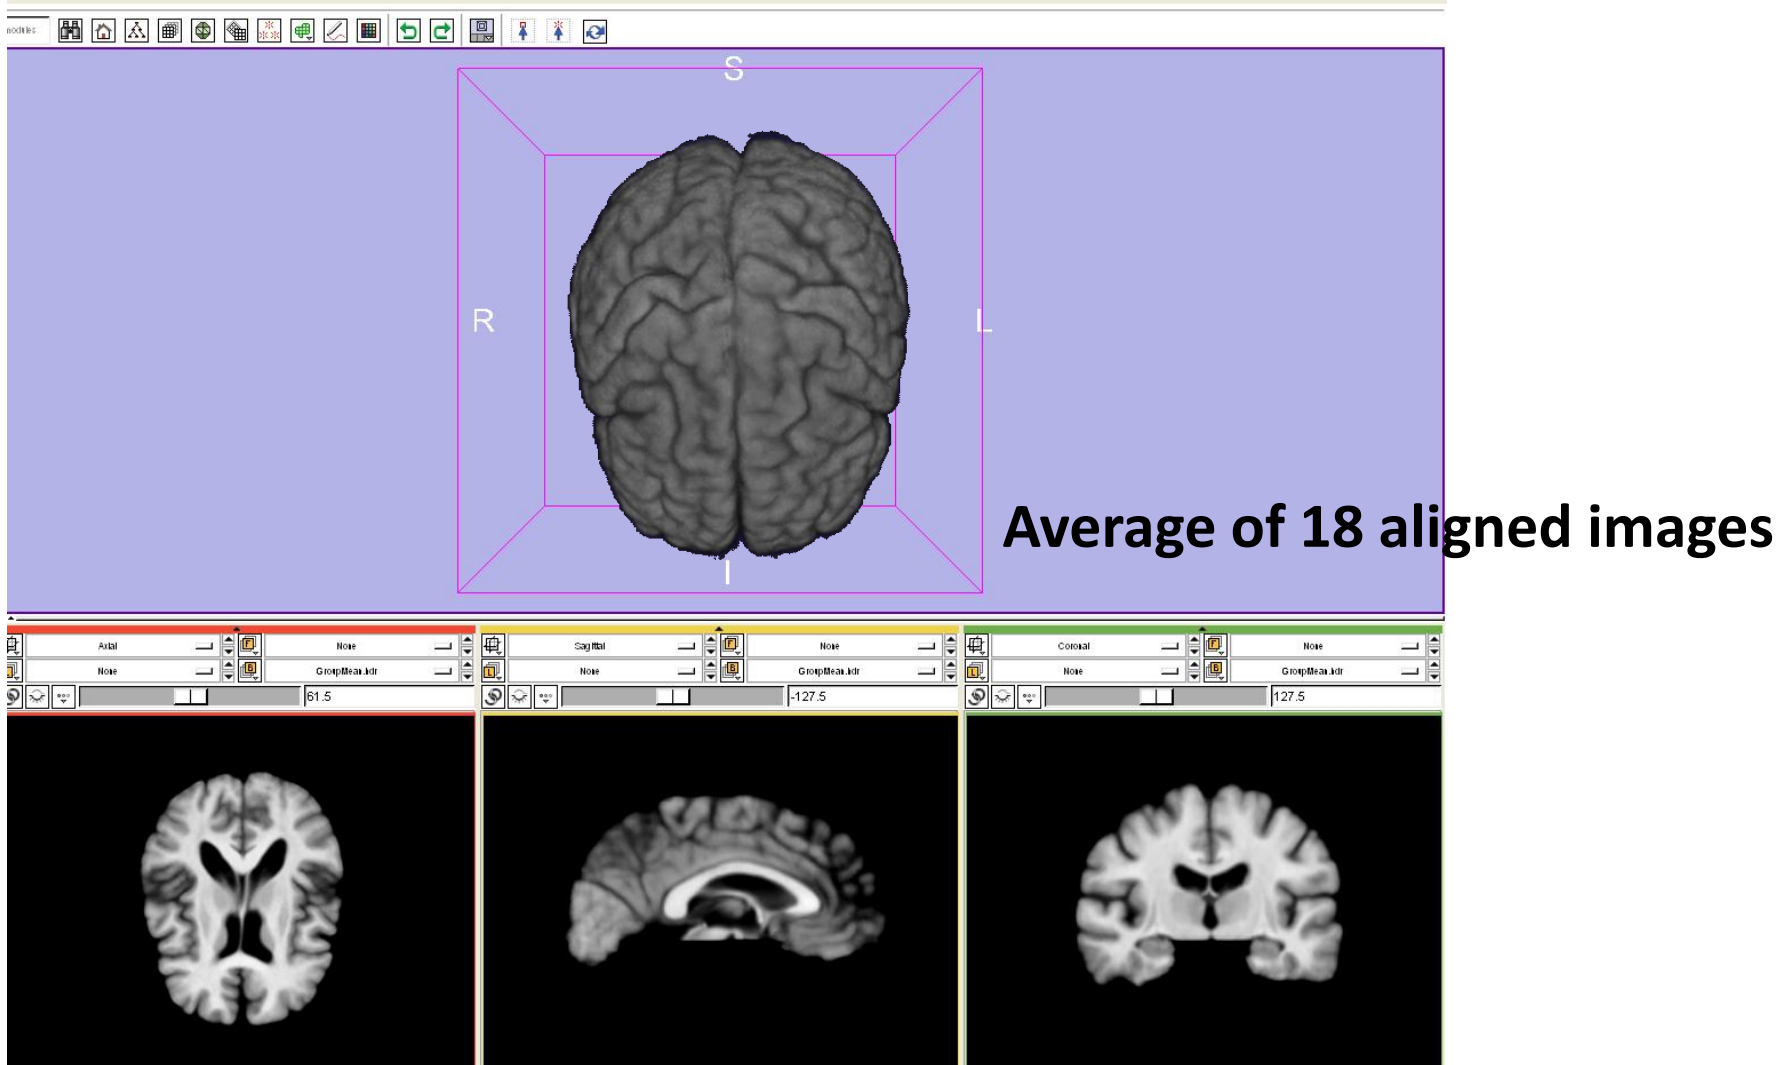 modules
S
R
L
Average of 18 aligned images
I
Axial
None
Sagittal
None
Coronal
None
None
GroupMean.hdr
None
GroupMean.hdr
None
GroupMean.hdr
61.5
-127.5
127.5